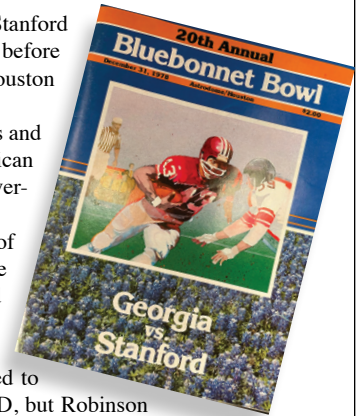 Stanford
before
ouston
s and
ican
ver-
of
e
ed to
D, but Robinson
20th Annual
Bluebonnet Bowl
December 31, 1978 Astrodome/Houston $2.00
Georgia
vs.
Stanford